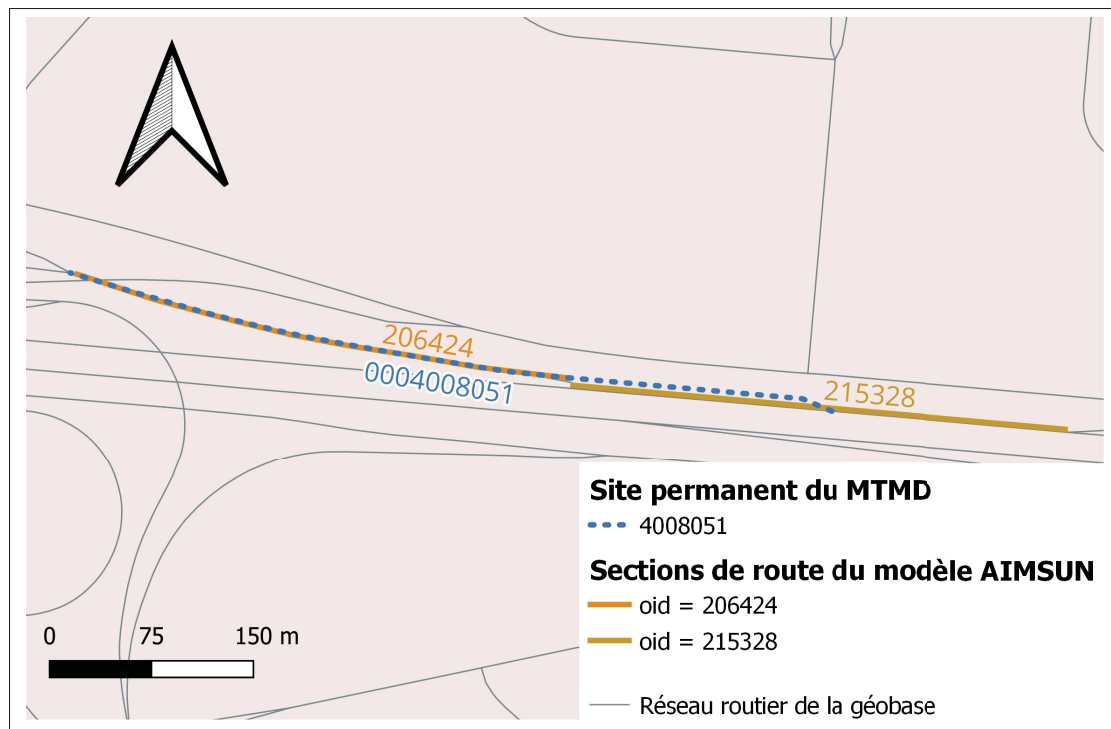 206424
0004008051
215328
Site permanent du MTMD
4008051
Sections de route du modèle AIMSUN
oid = 206424
oid = 215328
Réseau routier de la géobase
0 75 150 m